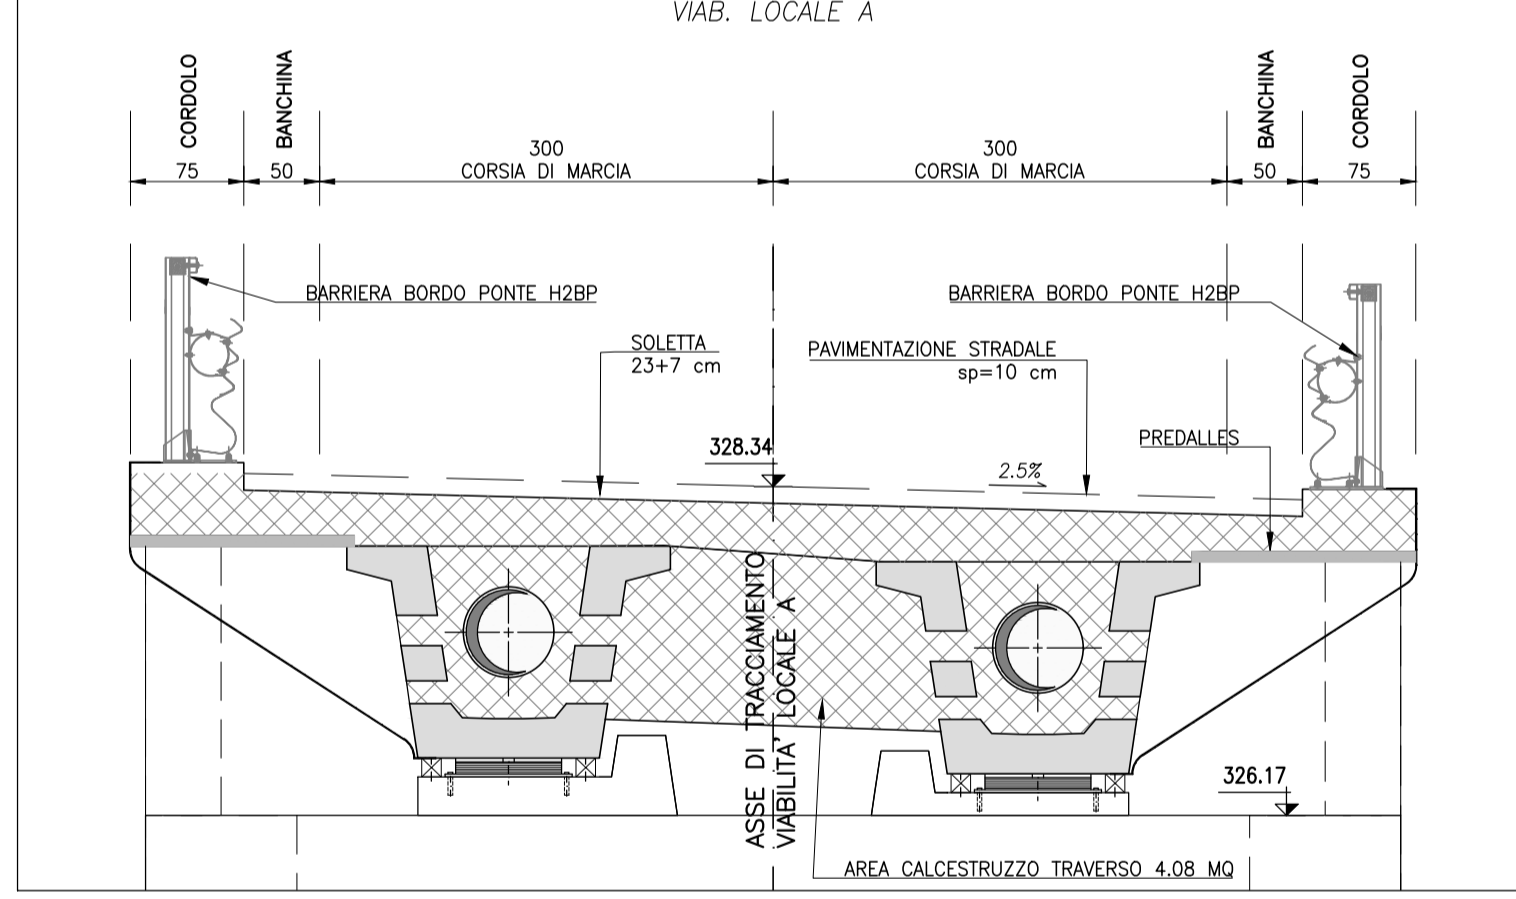 VIAB. LOCALE A
CORDOLO
BANCHINA
BANCHINA
CORDOLO
75
50
300
CORSIA DI MARCIA
300
CORSIA DI MARCIA
50
75
BARRIERA BORDO PONTE H2BP
BARRIERA BORDO PONTE H2BP
SOLETTA
23+7 cm
PAVIMENTAZIONE STRADALE
sp=10 cm
328.34
PREDALLES
2.5%
ASSE DI TRACCIAMENTO
VIABILITA' LOCALE A
326.17
AREA CALCESTRUZZO TRAVERSO 4.08 MQ